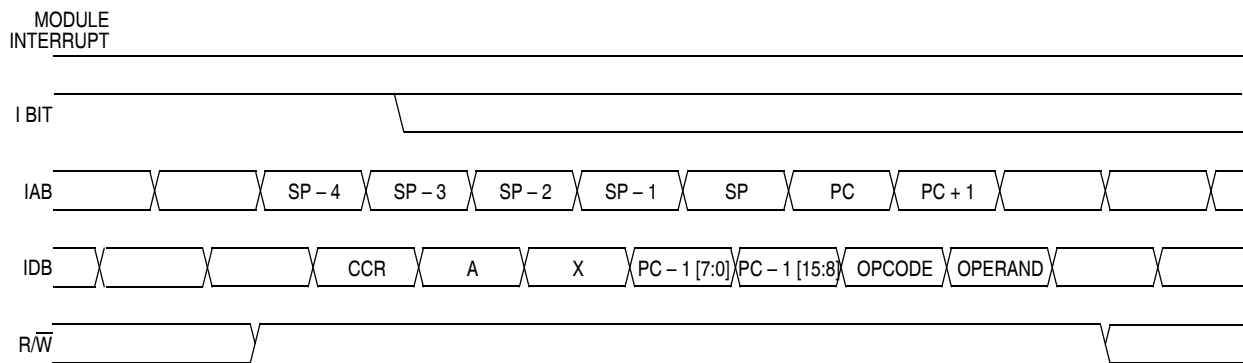 MODULE
INTERRUPT
I BIT
IAB SP – 4 SP – 3 SP – 2 SP – 1 SP PC PC + 1
IDB CCR A X PC – 1 [7:0] PC – 1 [15:8] OPCODE OPERAND
R/W̅